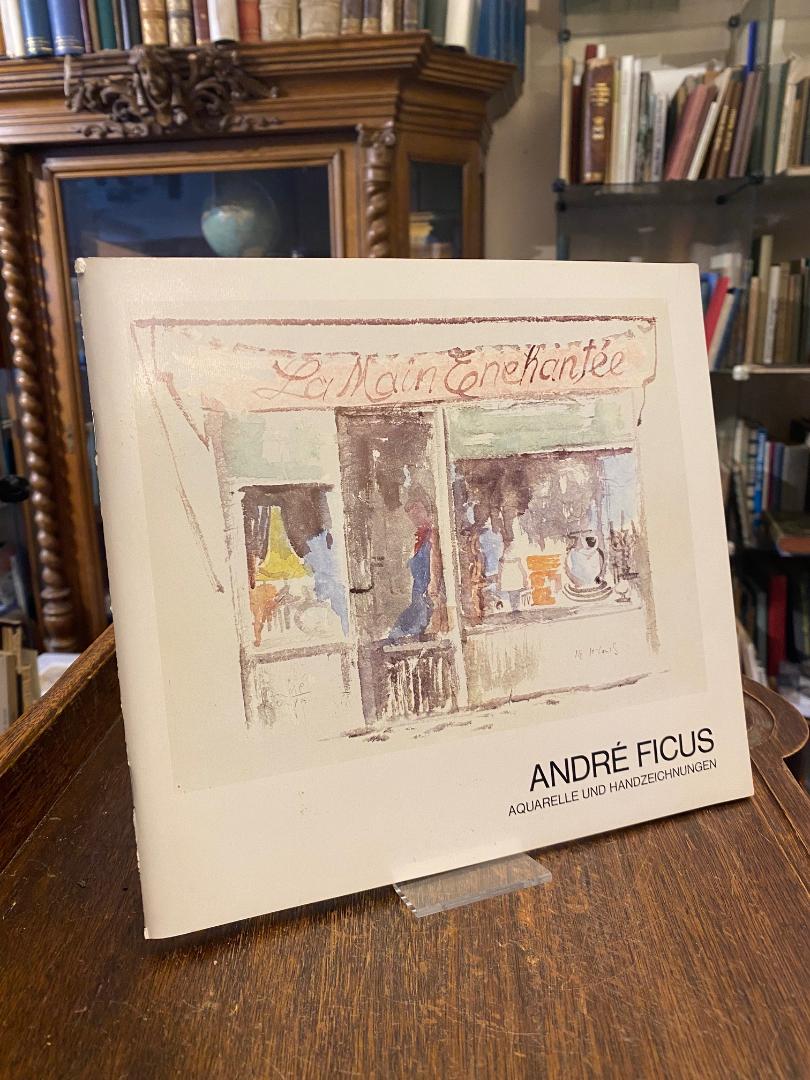 La Main Enchantée
ANDRÉ FICUS
AQUARELLE UND HANDZEICHNUNGEN